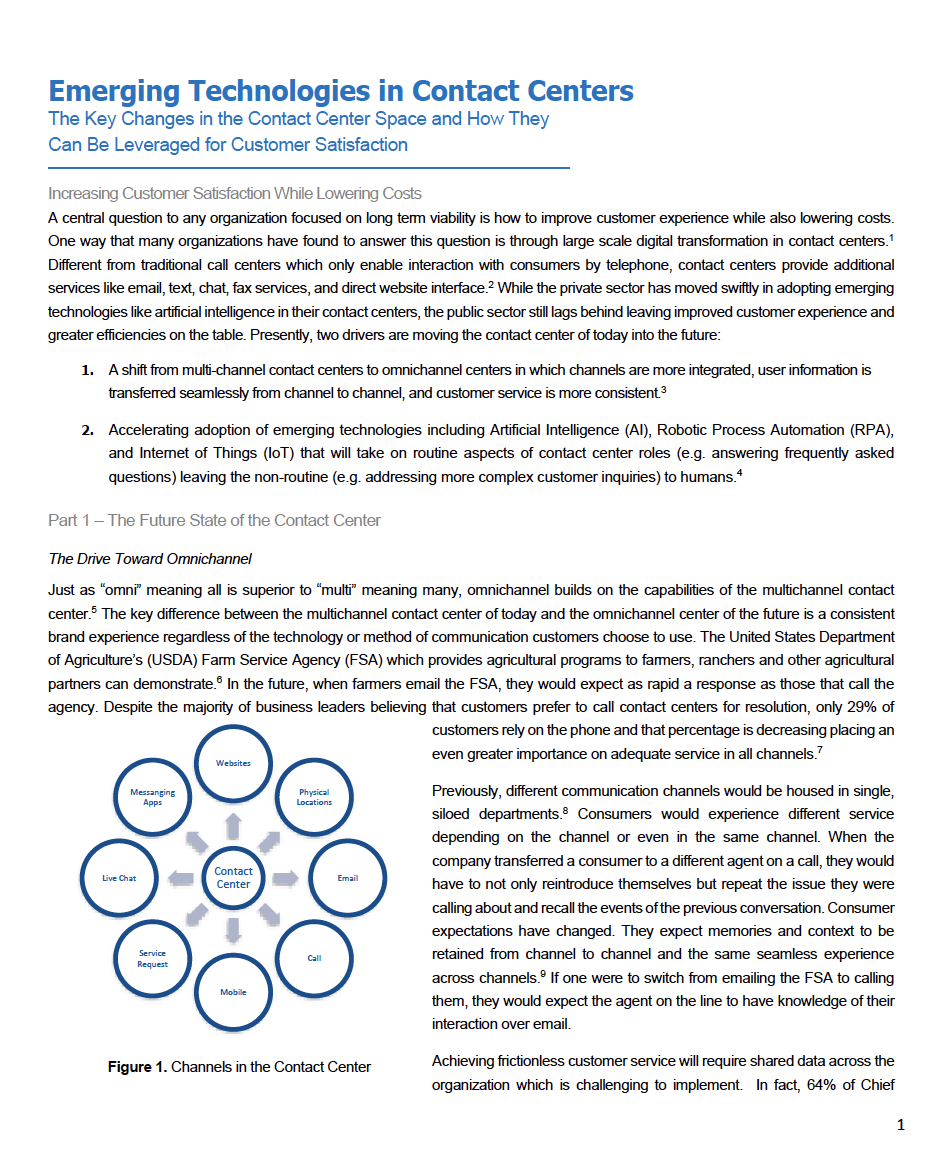 Emerging Technologies in Contact Centers
The Key Changes in the Contact Center Space and How They
Can Be Leveraged for Customer Satisfaction
Increasing Customer Satisfaction While Lowering Costs
A central question to any organization focused on long term viability is how to improve customer experience while also lowering costs.
One way that many organizations have found to answer this question is through large scale digital transformation in contact centers.¹
Different from traditional call centers which only enable interaction with consumers by telephone, contact centers provide additional
services like email, text, chat, fax services, and direct website interface.² While the private sector has moved swiftly in adopting emerging
technologies like artificial intelligence in their contact centers, the public sector still lags behind leaving improved customer experience and
greater efficiencies on the table. Presently, two drivers are moving the contact center of today into the future:
1. A shift from multi-channel contact centers to omnichannel centers in which channels are more integrated, user information is
transferred seamlessly from channel to channel, and customer service is more consistent.³
2. Accelerating adoption of emerging technologies including Artificial Intelligence (AI), Robotic Process Automation (RPA),
and Internet of Things (IoT) that will take on routine aspects of contact center roles (e.g. answering frequently asked
questions) leaving the non-routine (e.g. addressing more complex customer inquiries) to humans.⁴
Part 1 – The Future State of the Contact Center
The Drive Toward Omnichannel
Just as “omni” meaning all is superior to “multi” meaning many, omnichannel builds on the capabilities of the multichannel contact
center.⁵ The key difference between the multichannel contact center of today and the omnichannel center of the future is a consistent
brand experience regardless of the technology or method of communication customers choose to use. The United States Department
of Agriculture’s (USDA) Farm Service Agency (FSA) which provides agricultural programs to farmers, ranchers and other agricultural
partners can demonstrate.⁶ In the future, when farmers email the FSA, they would expect as rapid a response as those that call the
agency. Despite the majority of business leaders believing that customers prefer to call contact centers for resolution, only 29% of
customers rely on the phone and that percentage is decreasing placing an
even greater importance on adequate service in all channels.⁷
Previously, different communication channels would be housed in single,
siloed departments.⁸ Consumers would experience different service
depending on the channel or even in the same channel. When the
company transferred a consumer to a different agent on a call, they would
have to not only reintroduce themselves but repeat the issue they were
calling about and recall the events of the previous conversation. Consumer
expectations have changed. They expect memories and context to be
retained from channel to channel and the same seamless experience
across channels.⁹ If one were to switch from emailing the FSA to calling
them, they would expect the agent on the line to have knowledge of their
interaction over email.
Achieving frictionless customer service will require shared data across the
organization which is challenging to implement. In fact, 64% of Chief
Websites
Physical
Locations
Email
Call
Mobile
Service
Request
Live Chat
Messanging
Apps
Contact
Center
Figure 1. Channels in the Contact Center
1